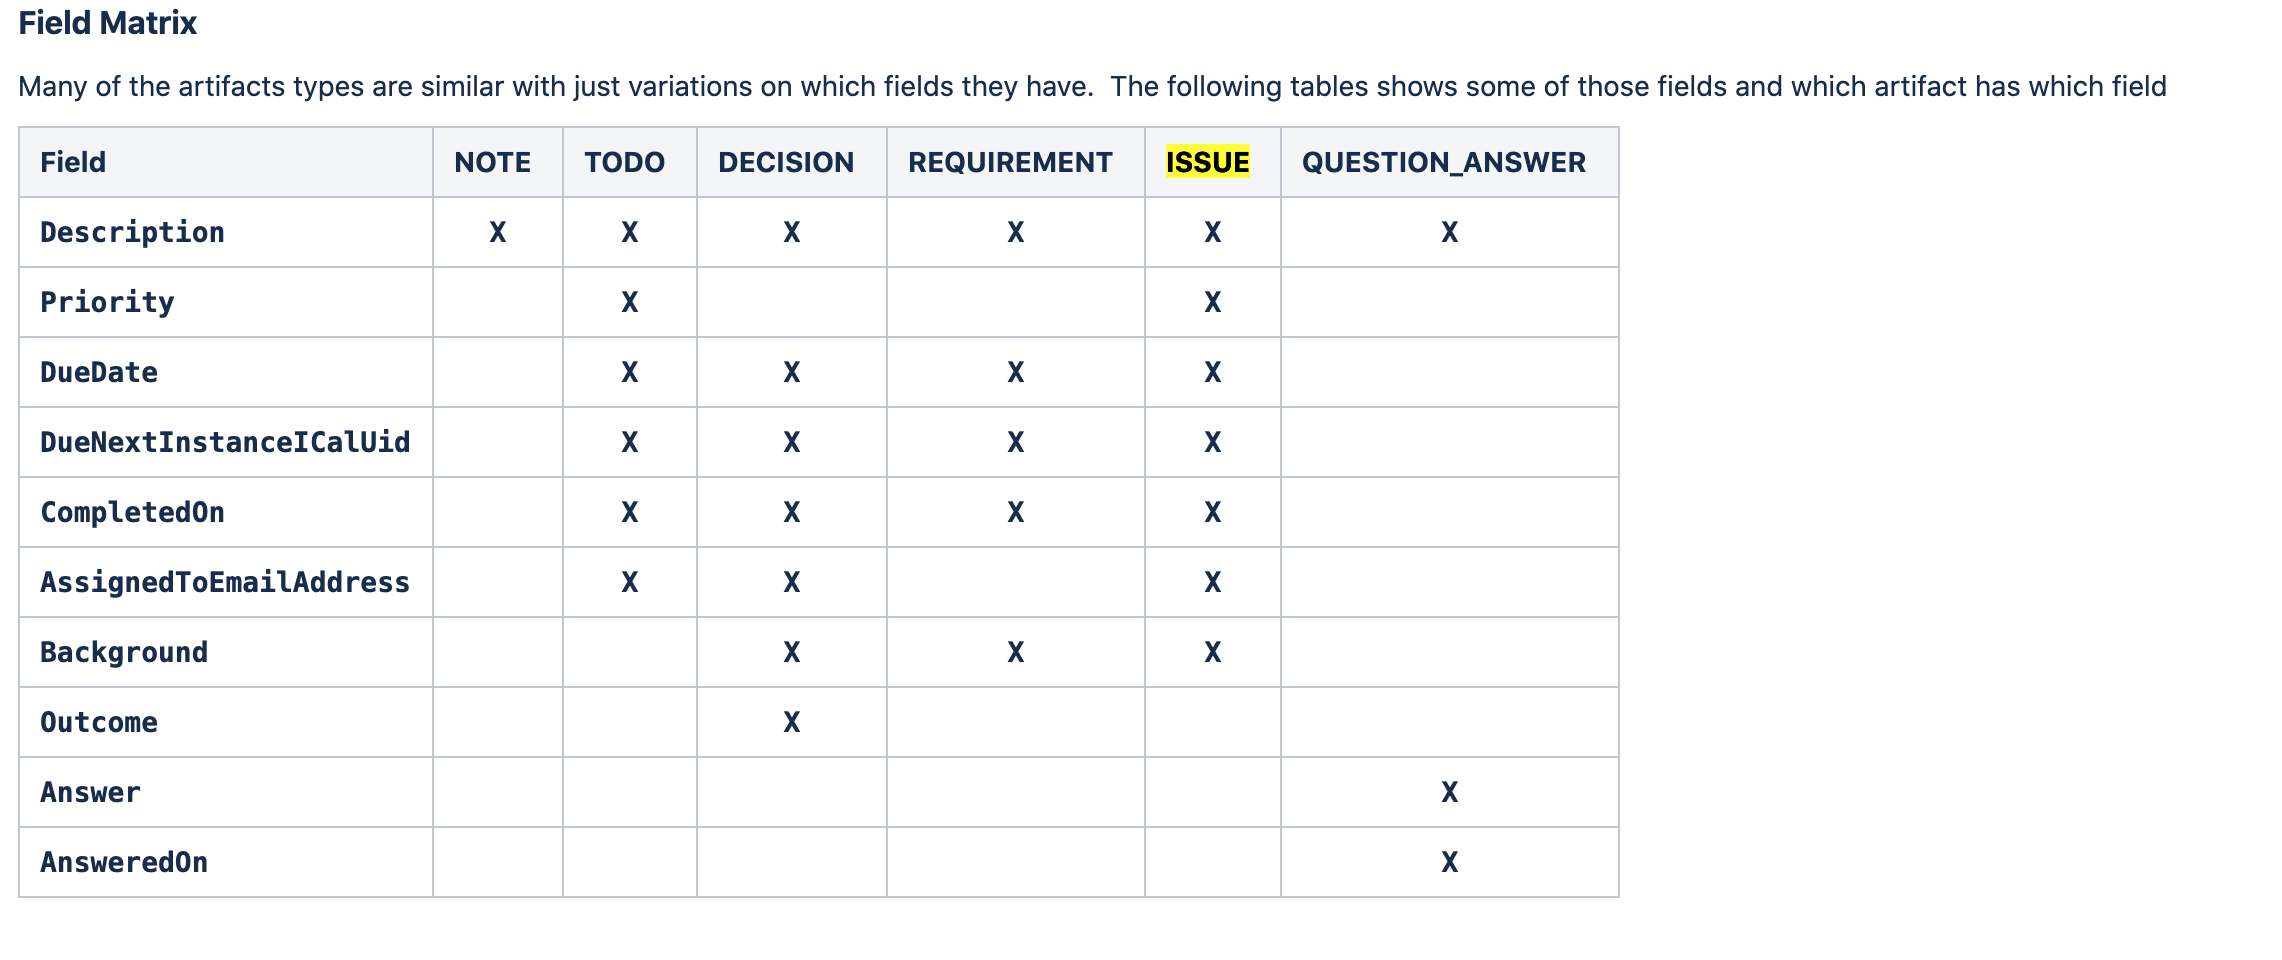 Field Matrix
Many of the artifacts types are similar with just variations on which fields they have.  The following tables shows some of those fields and which artifact has which field
Field NOTE TODO DECISION REQUIREMENT ISSUE QUESTION_ANSWER
Description X X X X X X
Priority X X
DueDate X X X X
DueNextInstanceICalUid X X X X
CompletedOn X X X X
AssignedToEmailAddress X X X
Background X X X
Outcome X
Answer X
AnsweredOn X